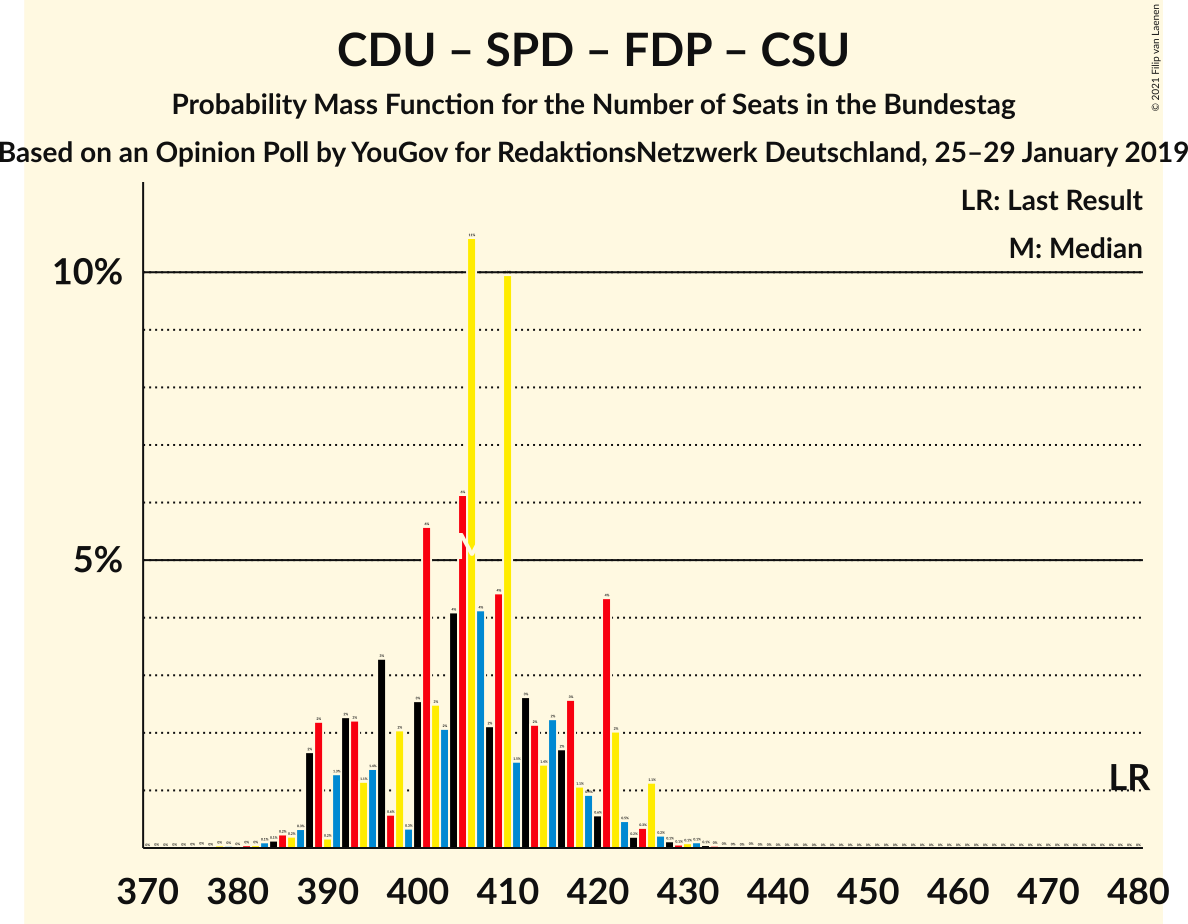 CDU – SPD – FDP – CSU
Probability Mass Function for the Number of Seats in the Bundestag
Based on an Opinion Poll by YouGov for RedaktionsNetzwerk Deutschland, 25–29 January 2019
© 2021 Filip van Laenen
LR: Last Result
M: Median
10%
5%
M
LR
370 380 390 400 410 420 430 440 450 460 470 480